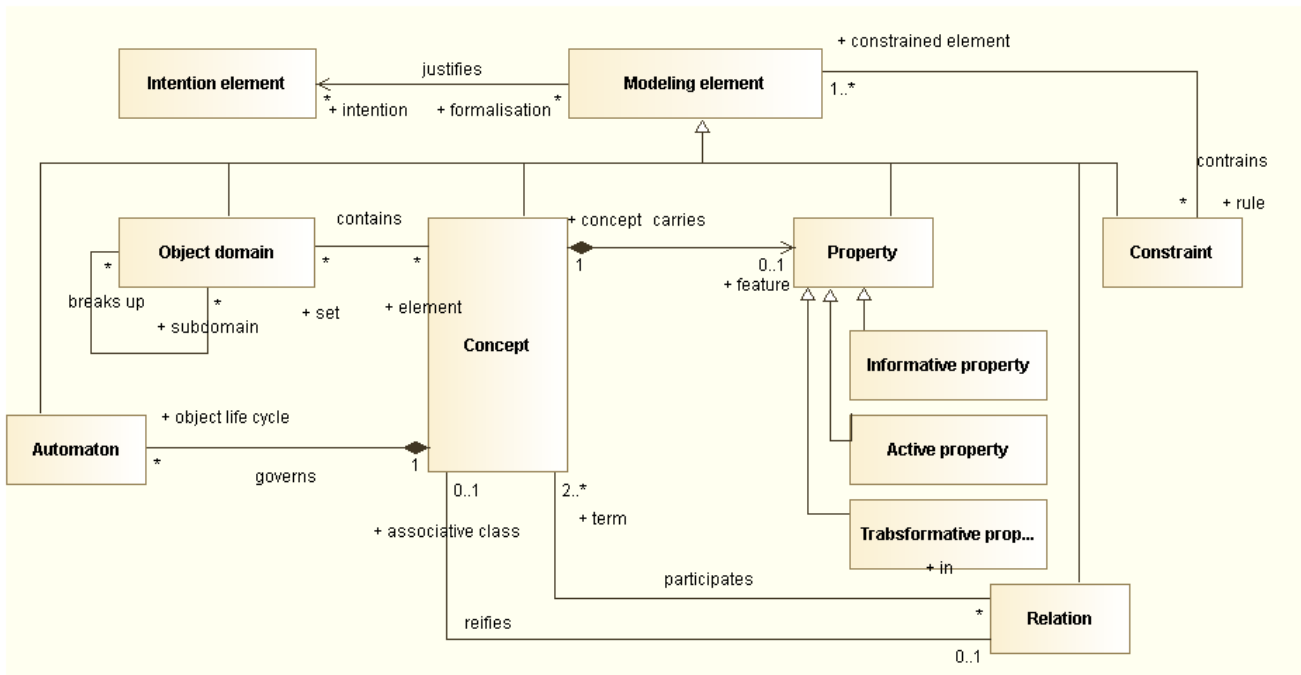 + constrained element
Intention element
justifies
Modeling element
1..*
*
+ intention
+ formalisation
*
contrains
*
+ rule
contains
+ concept carries
Object domain
*
*
1
0..1
Property
Constraint
*
+ feature
breaks up
*
+ subdomain
+ set
+ element
Concept
Informative property
+ object life cycle
Automaton
*
1
Active property
governs
0..1
2..*
+ term
+ associative class
Trabsformative prop...
+ in
participates
*
Relation
reifies
0..1